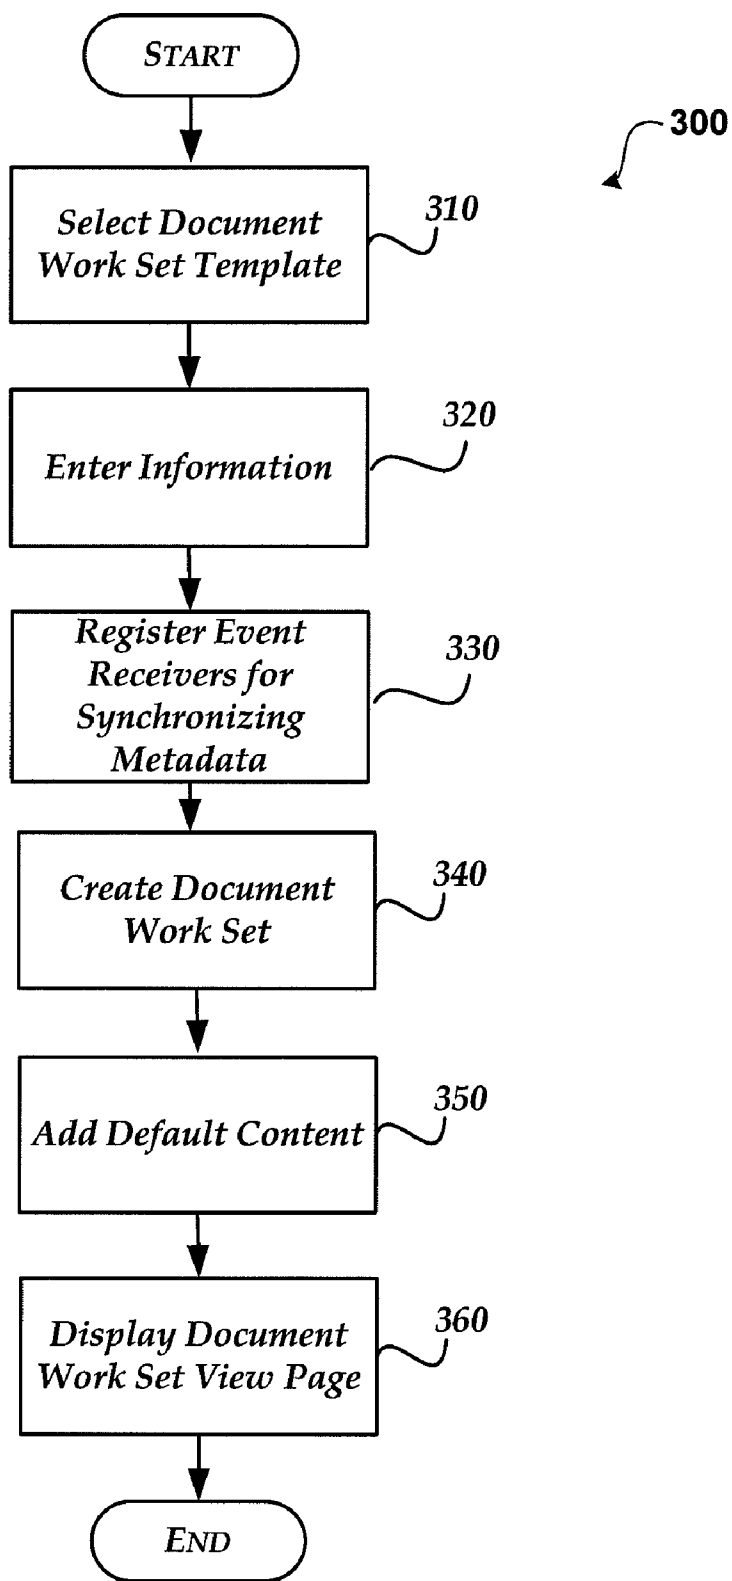 START
300
Select Document
Work Set Template
310
Enter Information
320
Register Event
Receivers for
Synchronizing
Metadata
330
Create Document
Work Set
340
Add Default Content
350
Display Document
Work Set View Page
360
END